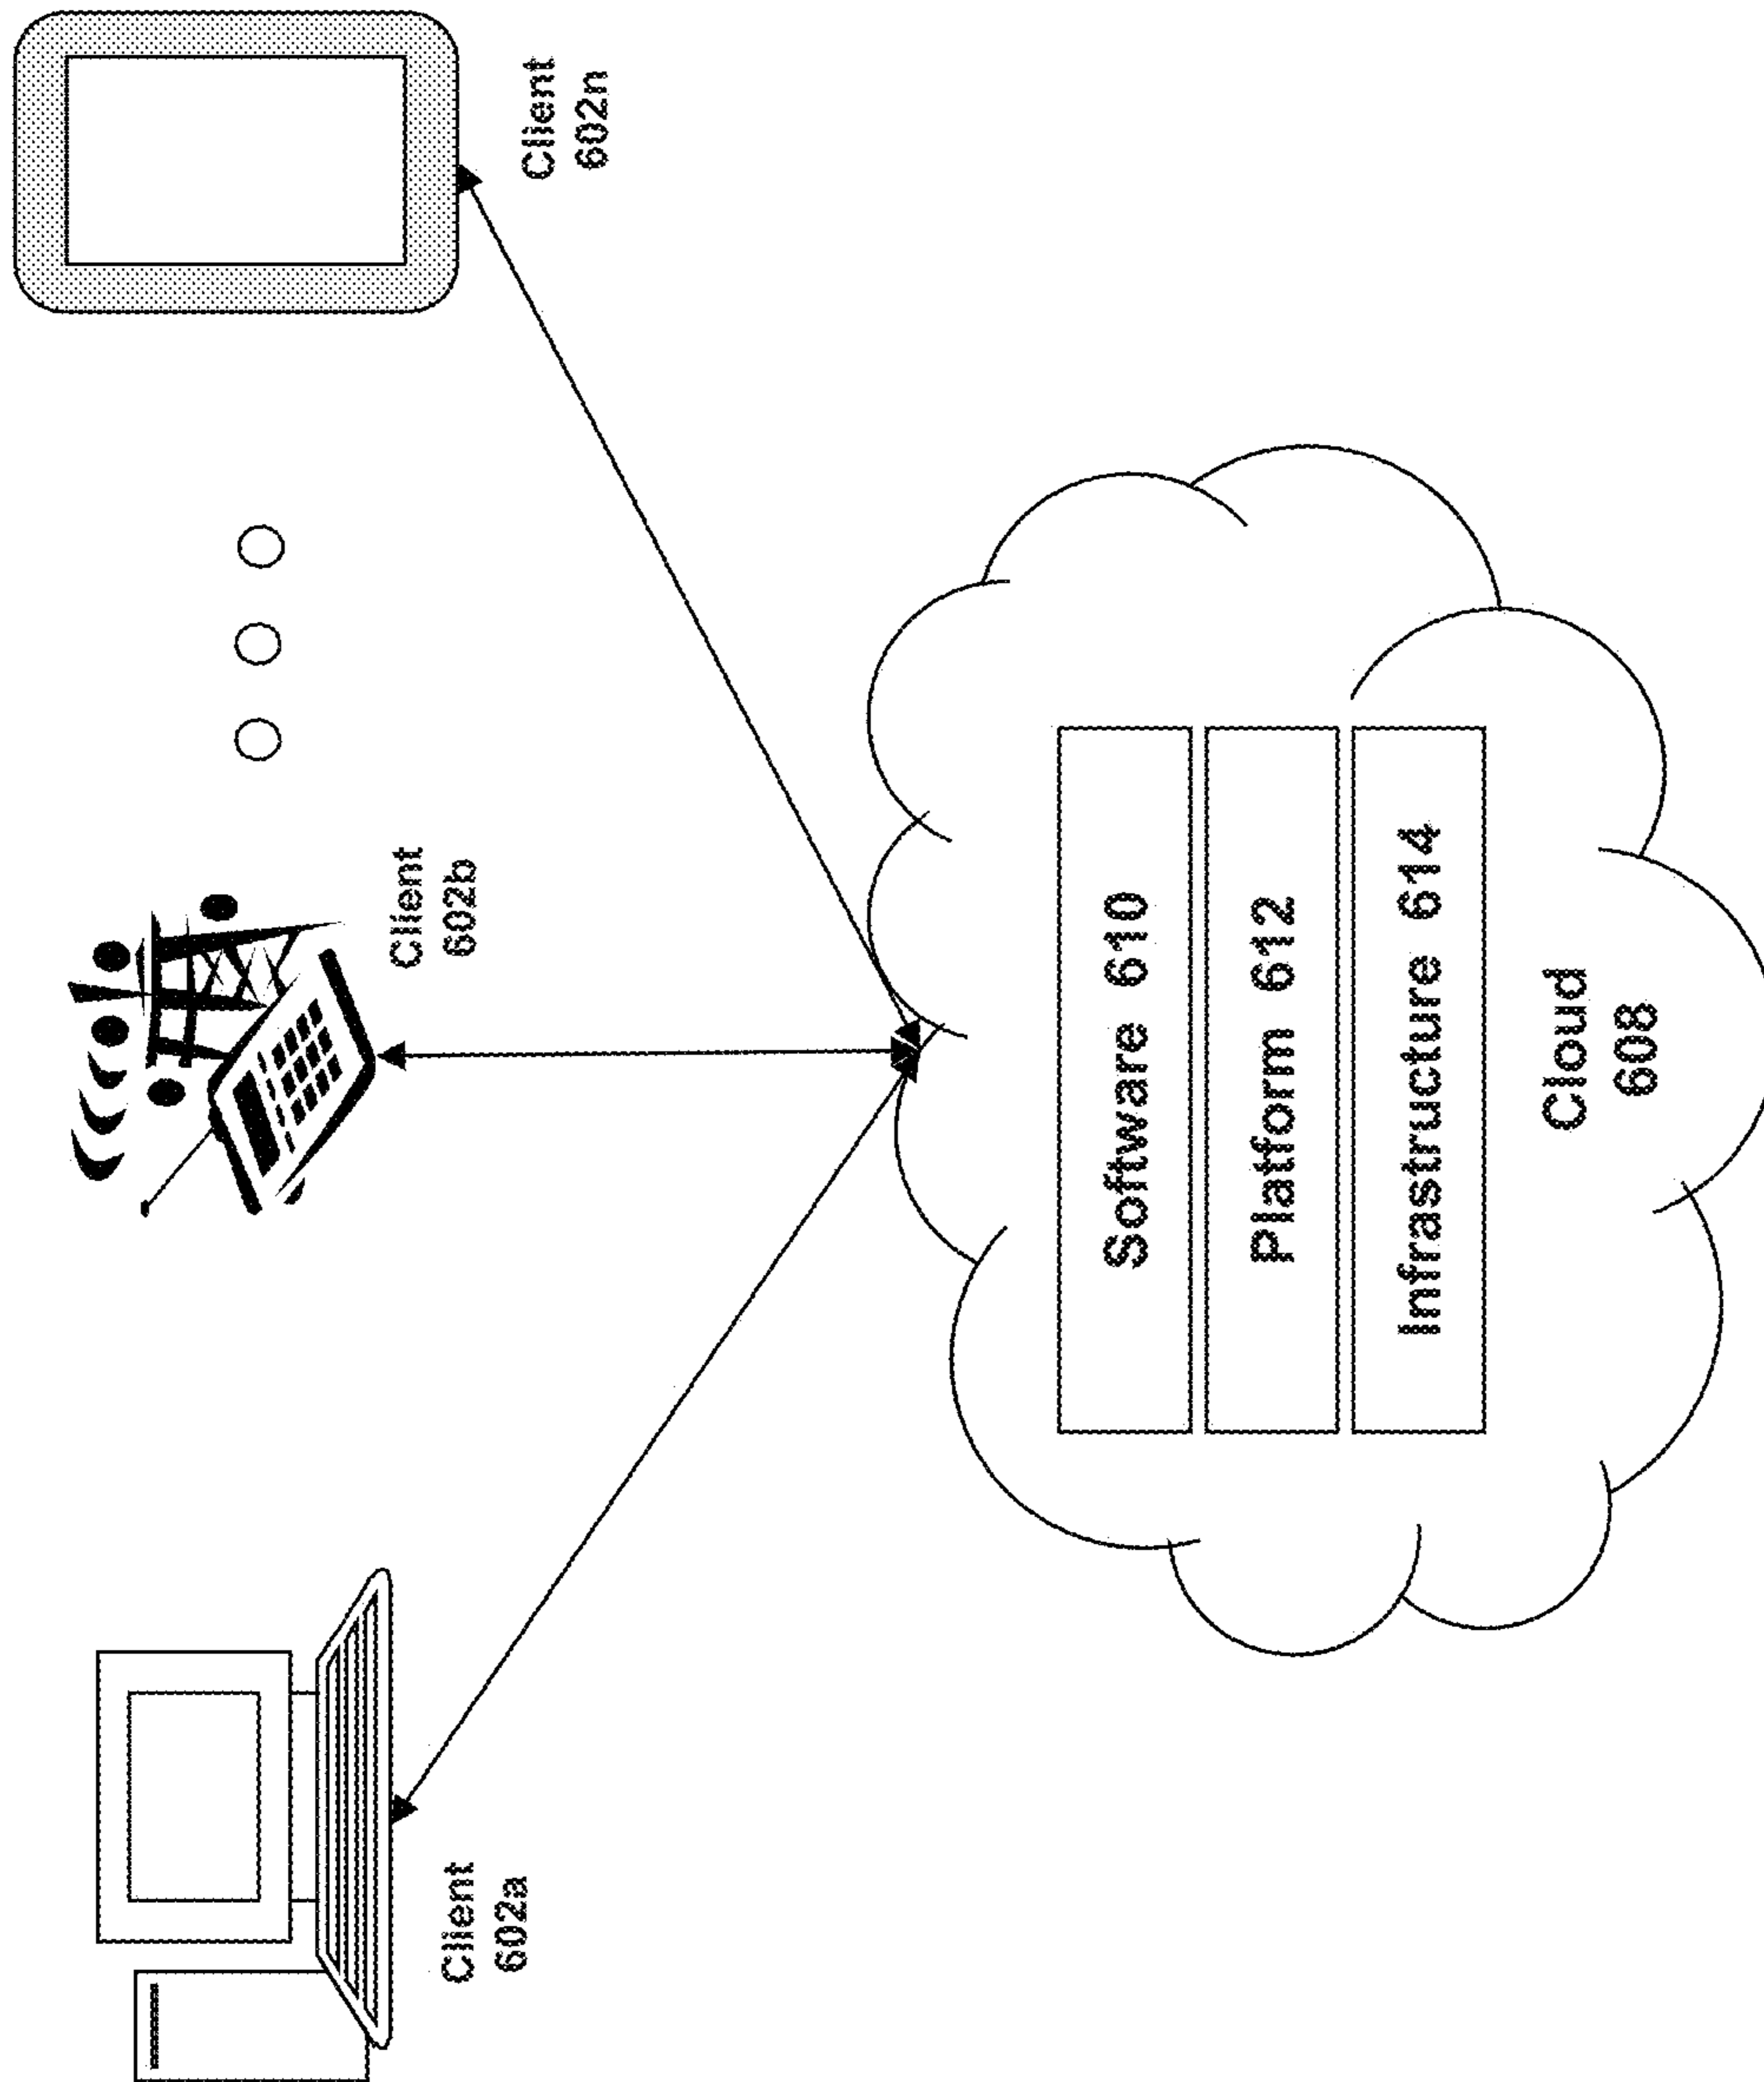 Client
602a
Client
602b
Client
602n
Software 610
Platform 612
Infrastructure 614
Cloud
608